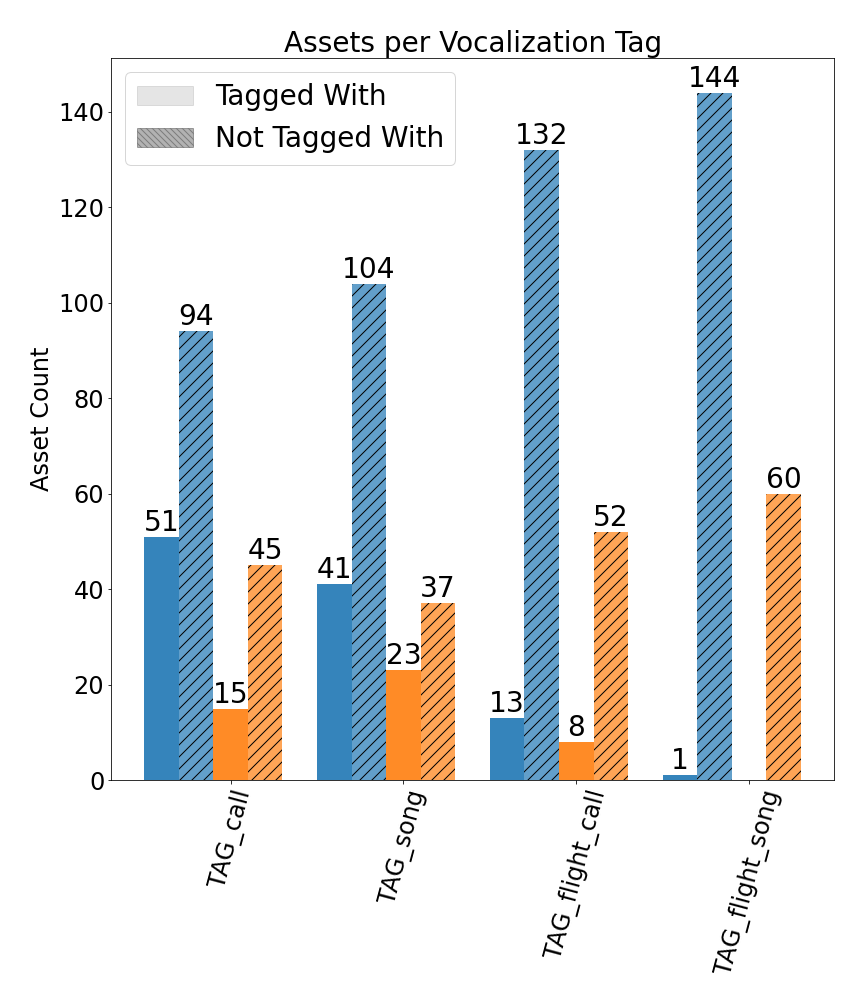 Assets per Vocalization Tag
Tagged With
Not Tagged With
Asset Count
140
120
100
80
60
40
20
0
51
94
15
45
41
104
23
37
13
132
8
52
1
144
60
TAG_call
TAG_song
TAG_flight_call
TAG_flight_song